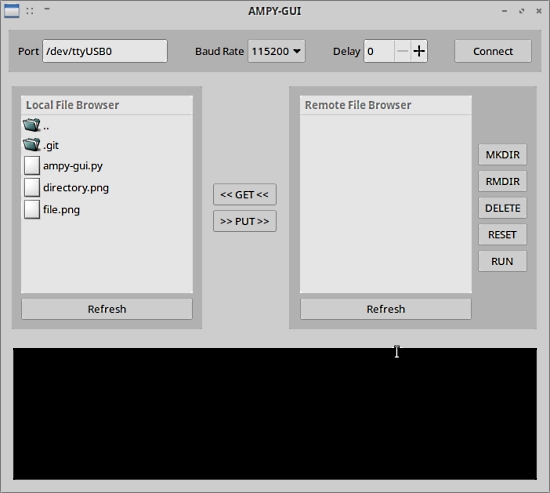 AMPY-GUI
Port /dev/ttyUSB0 Baud Rate 115200 Delay 0 Connect
Local File Browser
..
.git
ampy-gui.py
directory.png
file.png
Refresh
<< GET <<
>> PUT >>
Remote File Browser
Refresh
MKDIR
RMDIR
DELETE
RESET
RUN